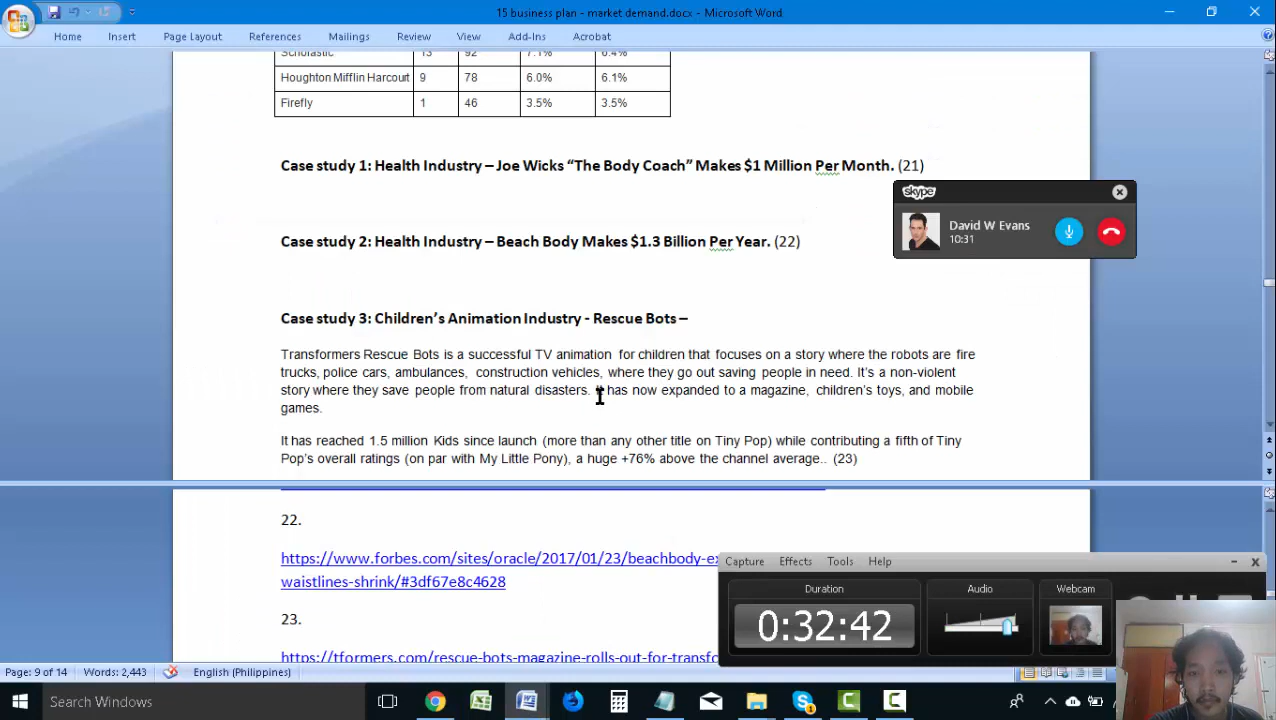 15 business plan - market demand.docx - Microsoft Word
Home Insert Page Layout References Mailings Review View Add-Ins Acrobat
Scholastic 13 92 7.1% 6.4%
Houghton Mifflin Harcourt 9 78 6.0% 6.1%
Firefly 1 46 3.5% 3.5%
Case study 1: Health Industry – Joe Wicks “The Body Coach” Makes $1 Million Per Month. (21)
skype
David W Evans
10:31
Case study 2: Health Industry – Beach Body Makes $1.3 Billion Per Year. (22)
Case study 3: Children’s Animation Industry - Rescue Bots –
Transformers Rescue Bots is a successful TV animation for children that focuses on a story where the robots are fire
trucks, police cars, ambulances, construction vehicles, where they go out saving people in need. It’s a non-violent
story where they save people from natural disasters. It has now expanded to a magazine, children’s toys, and mobile
games.
It has reached 1.5 million Kids since launch (more than any other title on Tiny Pop) while contributing a fifth of Tiny
Pop’s overall ratings (on par with My Little Pony), a huge +76% above the channel average.. (23)
22.
https://www.forbes.com/sites/oracle/2017/01/23/beachbody-ex
waistlines-shrink/#3df67e8c4628
23.
https://tformers.com/rescue-bots-magazine-rolls-out-for-transfo
Capture Effects Tools Help
Duration Audio Webcam
0:32:42
Page: 9 of 14 Words: 2,443 English (Philippines)
Search Windows